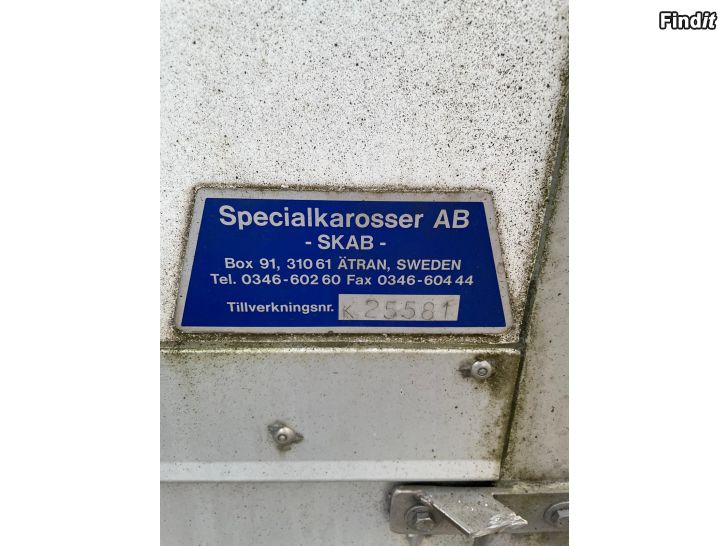 Findit
Specialkarosser AB
- SKAB -
Box 91, 310 61 ÄTRAN, SWEDEN
Tel. 0346-602 60 Fax 0346-604 44
Tillverkningsnr. K 25581